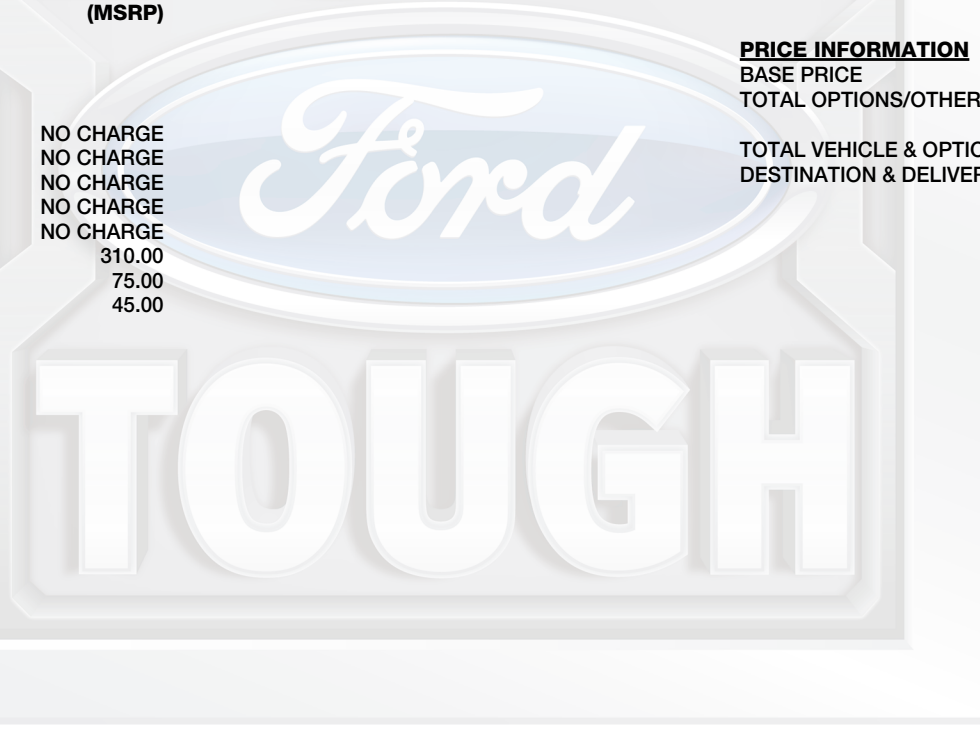 (MSRP)
NO CHARGE
NO CHARGE
NO CHARGE
NO CHARGE
NO CHARGE
310.00
75.00
45.00
PRICE INFORMATION
BASE PRICE
TOTAL OPTIONS/OTHER
TOTAL VEHICLE & OPTIO
DESTINATION & DELIVER
Ford
TOUGH